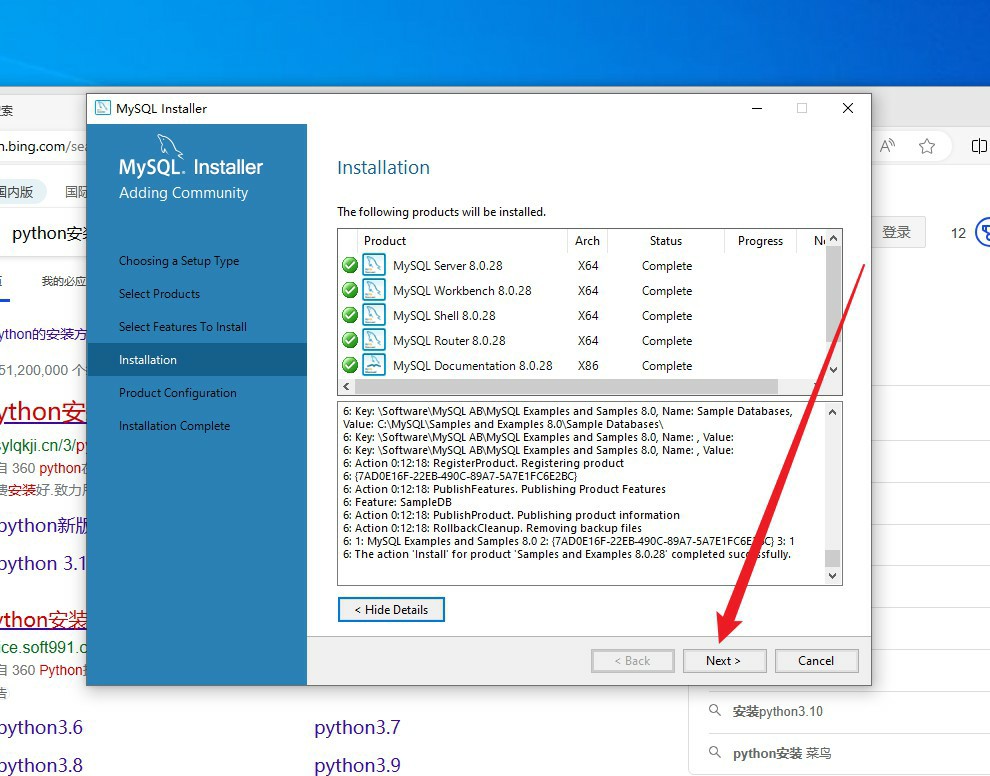 MySQL Installer
MySQL. Installer
Adding Community
Choosing a Setup Type
Select Products
Select Features To Install
Installation
Product Configuration
Installation Complete
Installation
The following products will be installed.
Product Arch Status Progress
MySQL Server 8.0.28 X64 Complete
MySQL Workbench 8.0.28 X64 Complete
MySQL Shell 8.0.28 X64 Complete
MySQL Router 8.0.28 X64 Complete
MySQL Documentation 8.0.28 X86 Complete
6: Key: \Software\MySQL AB\MySQL Examples and Samples 8.0, Name: Sample Databases,
Value: C:\MySQL\Samples and Examples 8.0\Sample Databases\
6: Key: \Software\MySQL AB\MySQL Examples and Samples 8.0, Name: , Value:
6: Key: \Software\MySQL AB\MySQL Examples and Samples 8.0, Name: , Value:
6: Action 0:12:18: RegisterProduct. Registering product
6: {7AD0E16F-22EB-490C-89A7-5A7E1FC6E2BC}
6: Action 0:12:18: PublishFeatures. Publishing Product Features
6: Feature: SampleDB
6: Action 0:12:18: PublishProduct. Publishing product information
6: Action 0:12:18: RollbackCleanup. Removing backup files
6: 1: MySQL Examples and Samples 8.0 2: {7AD0E16F-22EB-490C-89A7-5A7E1FC6E2BC} 3: 1
6: The action 'Install' for product 'Samples and Examples 8.0.28' completed successfully.
< Hide Details
< Back Next > Cancel
索
n.bing.com/sea
国内版 国际
python安装
我的必应
ython的安装方
51,200,000 个
ython安
sylqkji.cn/3/py
自 360 python在
费安装好.致力用
python新版
python 3.1
ython安装
ice.soft991.c
自 360 Python
告
python3.6 python3.7
python3.8 python3.9
登录 12
安装python3.10
python安装 菜鸟